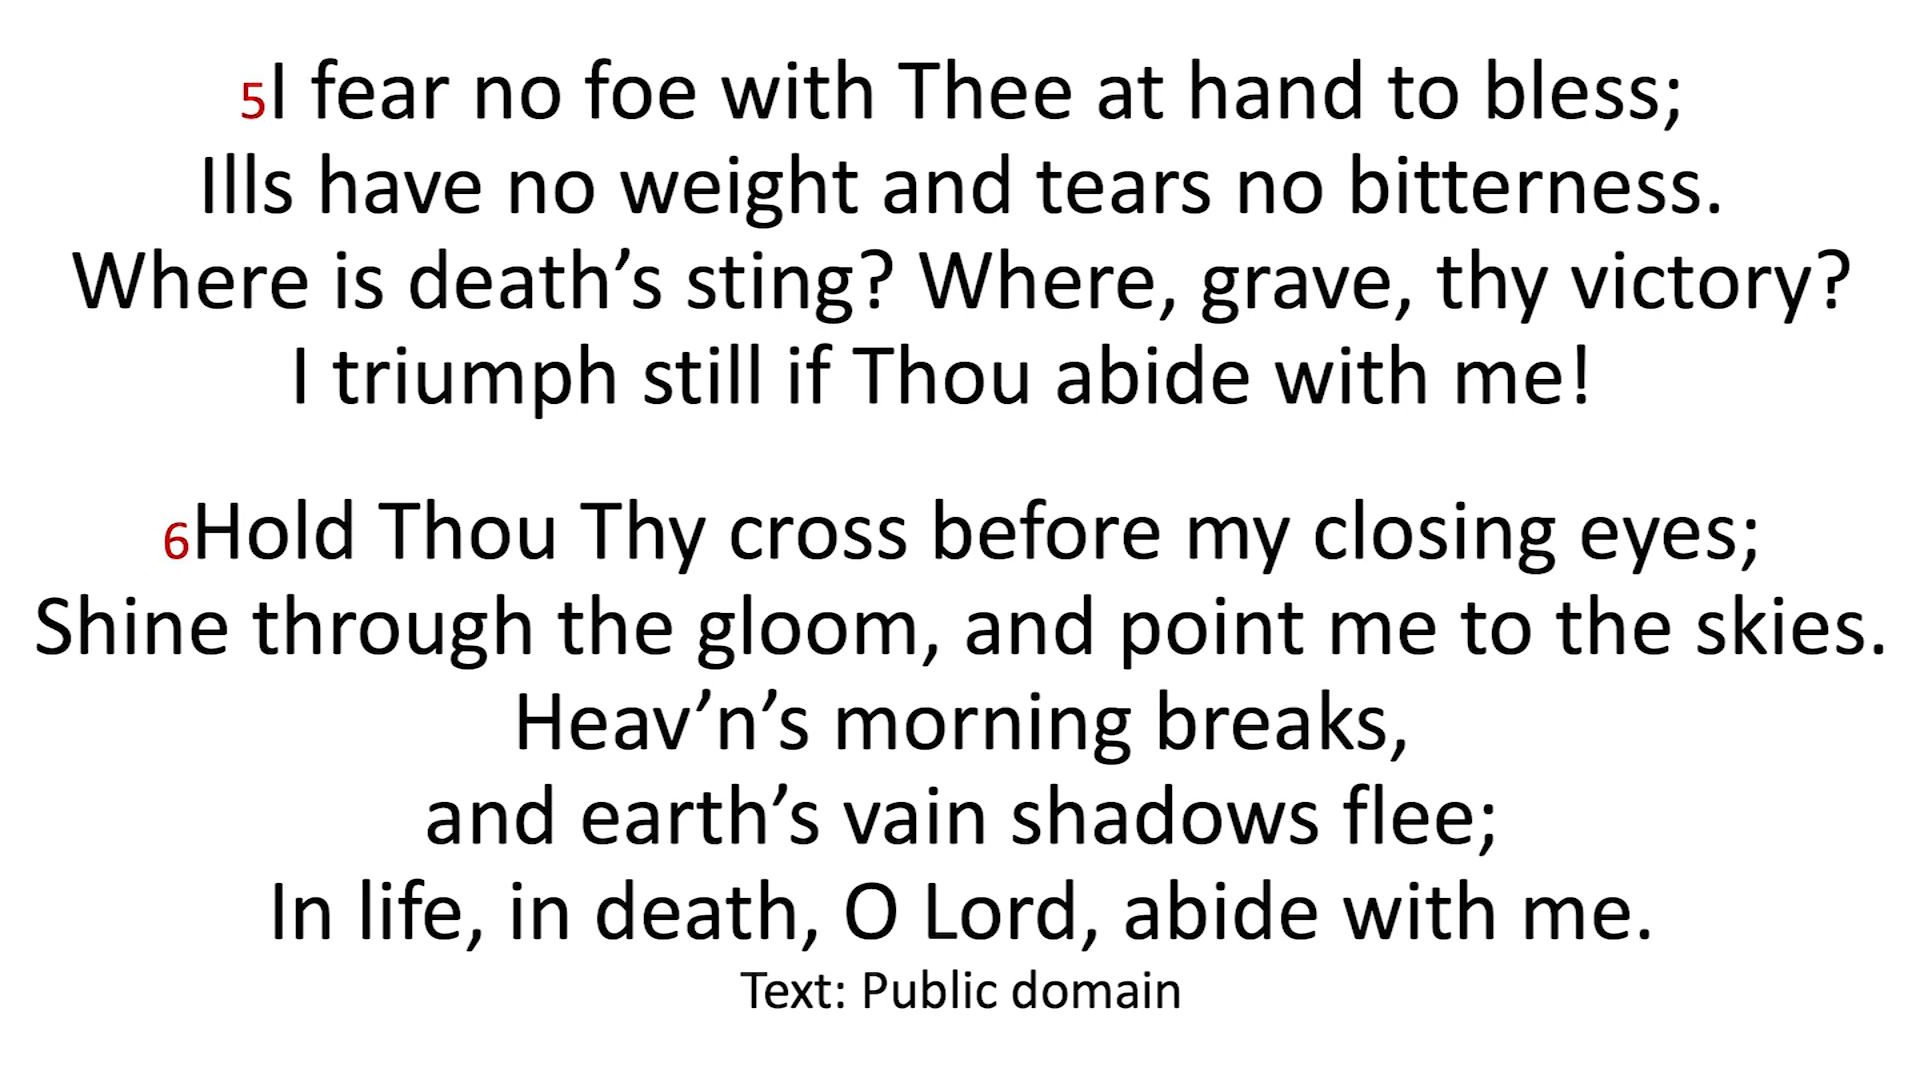 5I fear no foe with Thee at hand to bless;
Ills have no weight and tears no bitterness.
Where is death’s sting? Where, grave, thy victory?
I triumph still if Thou abide with me!
6Hold Thou Thy cross before my closing eyes;
Shine through the gloom, and point me to the skies.
Heav’n’s morning breaks,
and earth’s vain shadows flee;
In life, in death, O Lord, abide with me.
Text: Public domain